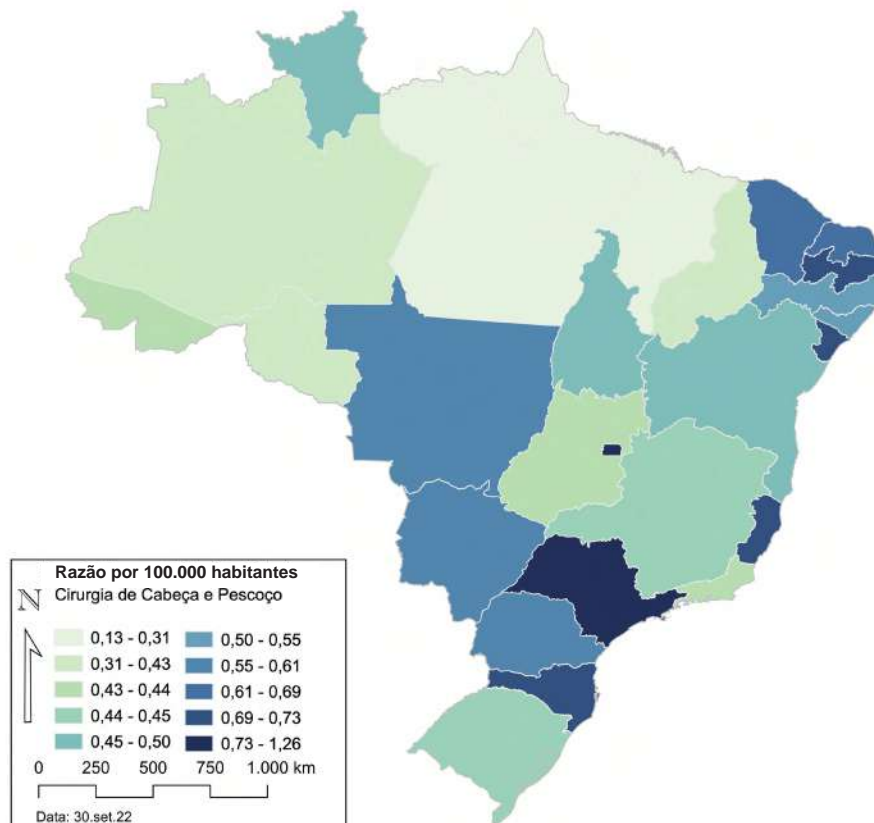 Razão por 100.000 habitantes
N Cirurgia de Cabeça e Pescoço
0,13 - 0,31 0,50 - 0,55
0,31 - 0,43 0,55 - 0,61
0,43 - 0,44 0,61 - 0,69
0,44 - 0,45 0,69 - 0,73
0,45 - 0,50 0,73 - 1,26
0 250 500 750 1.000 km
Data: 30.set.22